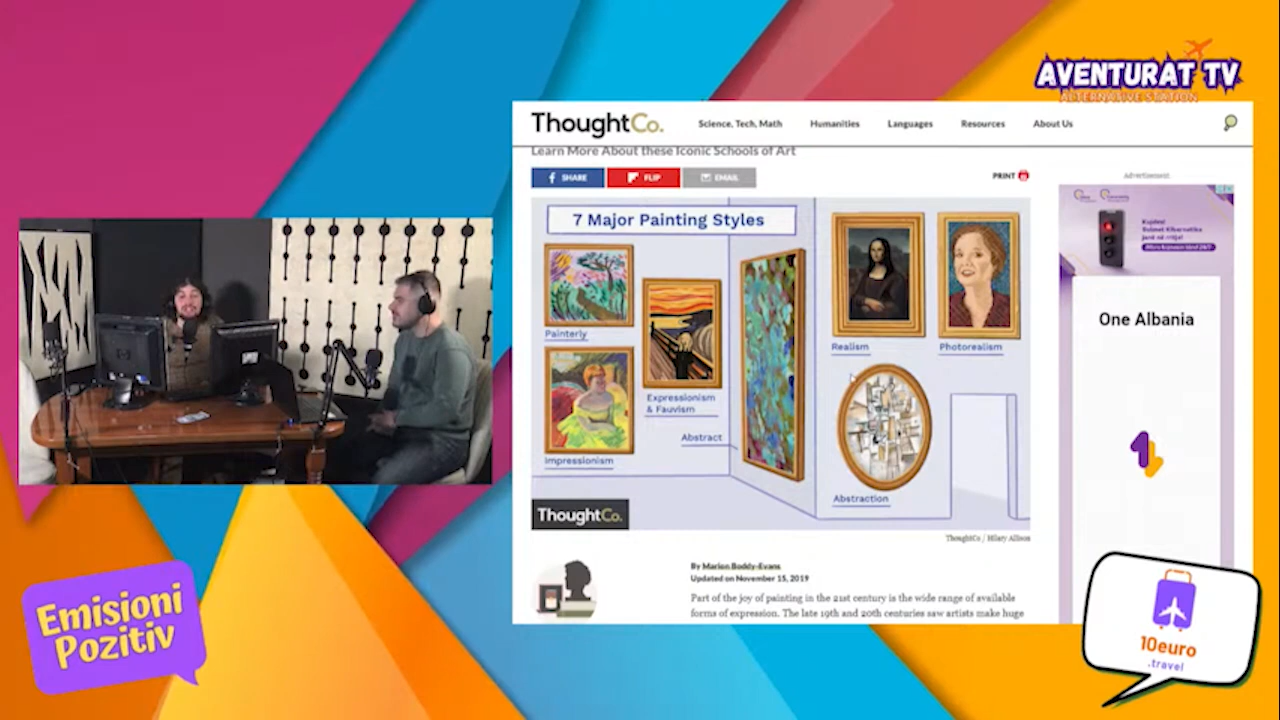 AVENTURAT TV
ALTERNATIVE STATION
ThoughtCo.
Science, Tech, Math
Humanities
Languages
Resources
About Us
Learn More About these Iconic Schools of Art
SHARE
FLIP
EMAIL
PRINT
Advertisement
7 Major Painting Styles
Painterly
Expressionism
& Fauvism
Impressionism
Abstract
Realism
Photorealism
Abstraction
ThoughtCo.
ThoughtCo / Hilary Allison
One Albania
By Marion Boddy-Evans
Updated on November 15, 2019
Part of the joy of painting in the 21st century is the wide range of available
forms of expression. The late 19th and 20th centuries saw artists make huge
Emisioni
Pozitiv
10euro
.travel